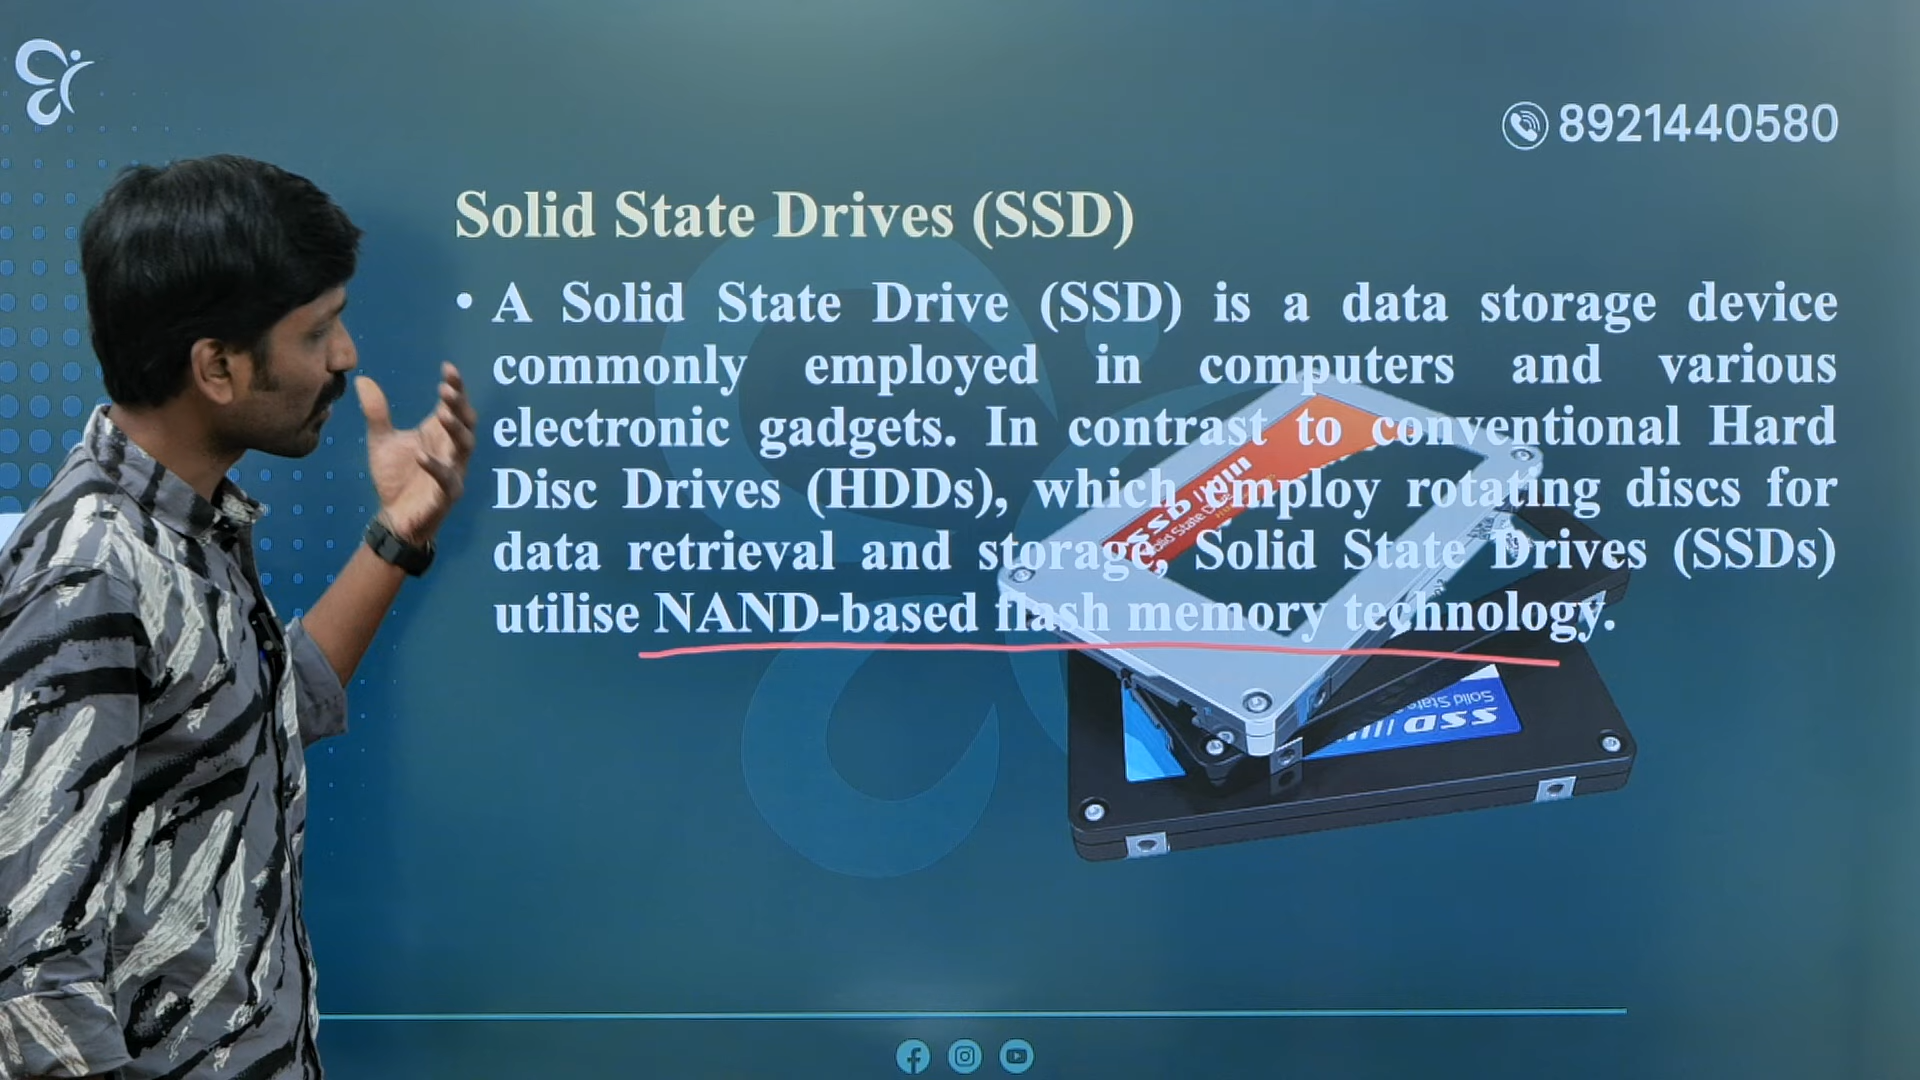 8921440580
Solid State Drives (SSD)
• A Solid State Drive (SSD) is a data storage device
commonly employed in computers and various
electronic gadgets. In contrast to conventional Hard
Disc Drives (HDDs), which employ rotating discs for
data retrieval and storage, Solid State Drives (SSDs)
utilise NAND-based flash memory technology.
SSD
Solid State
SSD
Solid State